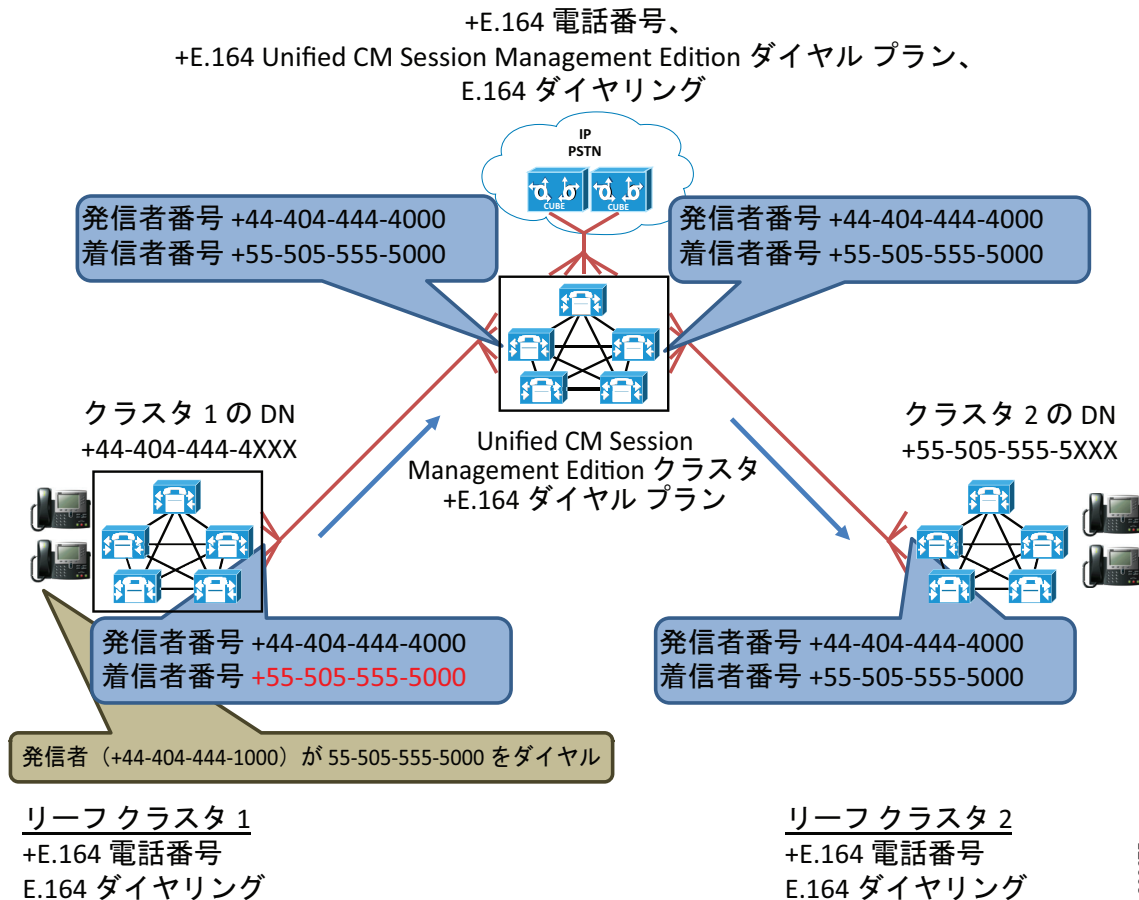 +E.164 電話番号、
+E.164 Unified CM Session Management Edition ダイヤル プラン、
E.164 ダイヤリング
IP
PSTN
CUBE
CUBE
発信者番号 +44-404-444-4000
着信者番号 +55-505-555-5000
発信者番号 +44-404-444-4000
着信者番号 +55-505-555-5000
クラスタ 1 の DN
+44-404-444-4XXX
Unified CM Session
Management Edition クラスタ
+E.164 ダイヤル プラン
クラスタ 2 の DN
+55-505-555-5XXX
発信者番号 +44-404-444-4000
着信者番号 +55-505-555-5000
発信者番号 +44-404-444-4000
着信者番号 +55-505-555-5000
発信者（+44-404-444-1000）が 55-505-555-5000 をダイヤル
リーフ クラスタ 1
+E.164 電話番号
E.164 ダイヤリング
リーフ クラスタ 2
+E.164 電話番号
E.164 ダイヤリング